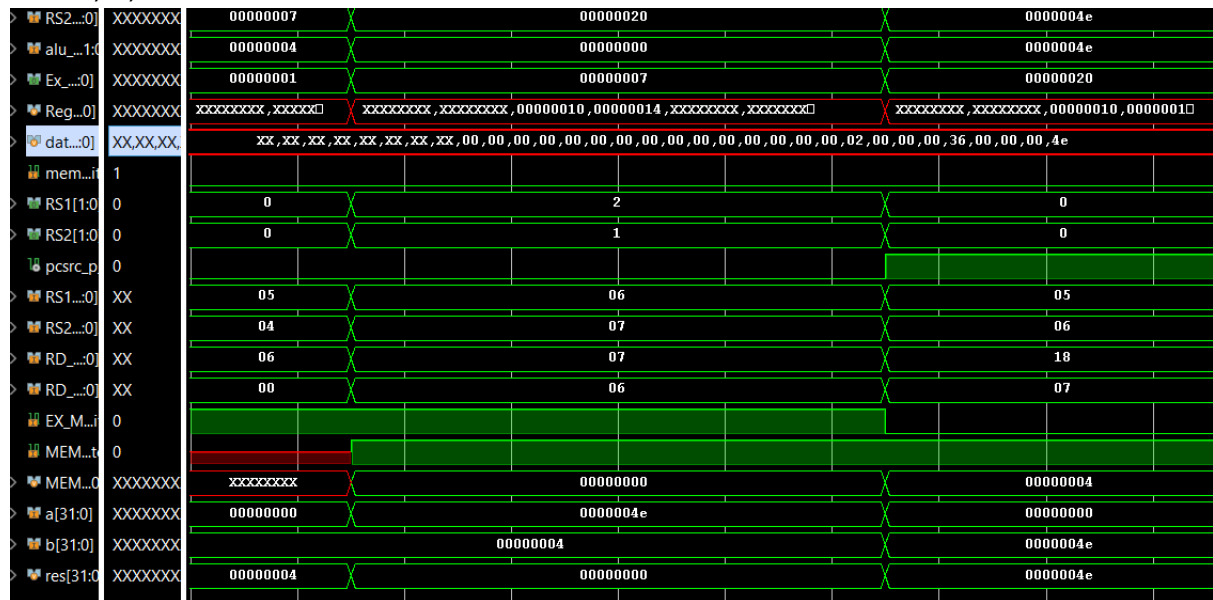 RS2...:0] XXXXXXX 00000007 00000020 0000004e
alu_...1:0 XXXXXXX 00000004 00000000 0000004e
Ex_...:0] XXXXXXX 00000001 00000007 00000020
Reg...0] XXXXXXX XXXXXXXX,XXXXX XXXXXXXX,XXXXXXXX,00000010,00000014,XXXXXXXX,XXXXXXX XXXXXXXX,XXXXXXXX,00000010,0000001
dat...:0] XX,XX,XX,. XX,XX,XX,XX,XX,XX,XX,XX,00,00,00,00,00,00,00,00,00,00,00,00,00,00,00,02,00,00,00,36,00,00,00,4e
mem...it 1
RS1[1:0 0 0 2 0
RS2[1:0 0 0 1 0
pcsrc_p_ 0
RS1...:0] XX 05 06 05
RS2...:0] XX 04 07 06
RD_...:0] XX 06 07 18
RD_...:0] XX 00 06 07
EX_M...it 0
MEM...t 0
MEM...0 XXXXXXX XXXXXXXX 00000000 00000004
a[31:0] XXXXXXX 00000000 0000004e 00000000
b[31:0] XXXXXXX 00000004 0000004e
res[31:0 XXXXXXX 00000004 00000000 0000004e